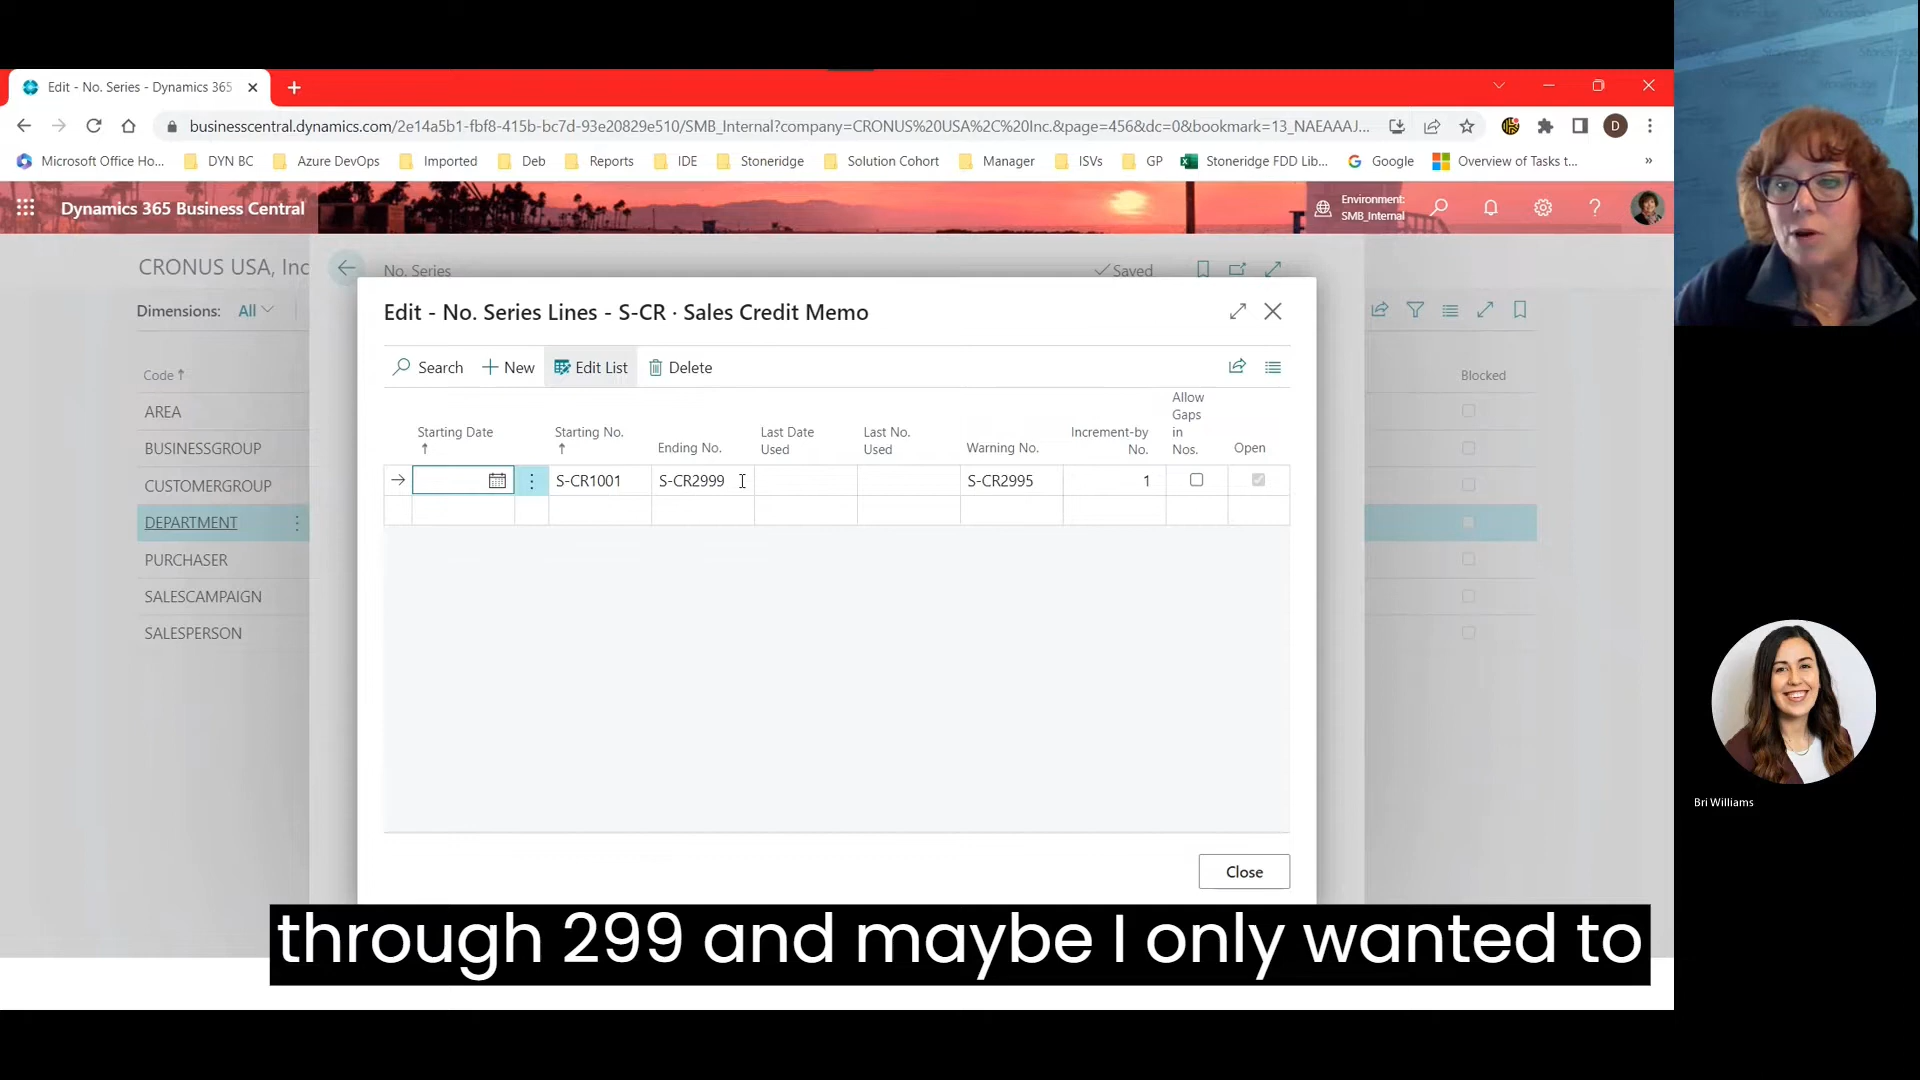 Edit - No. Series - Dynamics 365
businesscentral.dynamics.com/2e14a5b1-fbf8-415b-bc7d-93e20829e510/SMB_Internal?company=CRONUS%20USA%2C%20Inc.&page=456&dc=0&bookmark=13_NAEAAAJ...
D
Microsoft Office Ho...
DYN BC
Azure DevOps
Imported
Deb
Reports
IDE
Stoneridge
Solution Cohort
Manager
ISVs
GP
Stoneridge FDD Lib...
Google
Overview of Tasks t...
»
Dynamics 365 Business Central
Environment:
SMB_Internal
CRONUS USA, Inc
No. Series
Saved
Dimensions: All
Code
AREA
BUSINESSGROUP
CUSTOMERGROUP
DEPARTMENT
PURCHASER
SALESCAMPAIGN
SALESPERSON
Blocked
Edit - No. Series Lines - S-CR · Sales Credit Memo
Search
New
Edit List
Delete
Starting Date
Starting No.
Ending No.
Last Date
Used
Last No.
Used
Warning No.
Increment-by
No.
Allow
Gaps
in
Nos.
Open
S-CR1001
S-CR2999
S-CR2995
1
Close
through 299 and maybe I only wanted to
Bri Williams